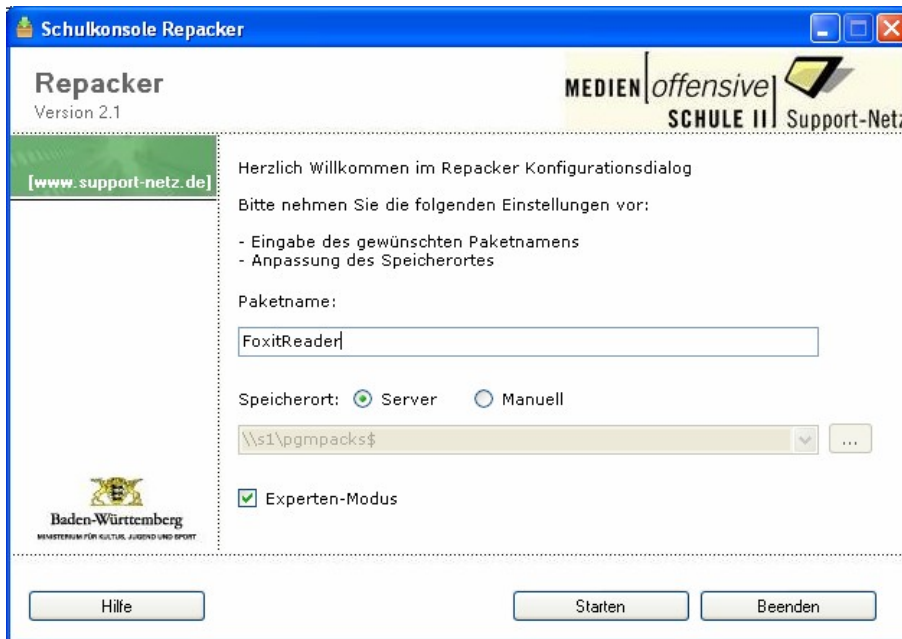 Schulkonsole Repacker
Repacker
Version 2.1
MEDIEN offensive
SCHULE II Support-Netz
[www.support-netz.de]
Herzlich Willkommen im Repacker Konfigurationsdialog
Bitte nehmen Sie die folgenden Einstellungen vor:
- Eingabe des gewünschten Paketnamens
- Anpassung des Speicherortes
Paketname:
FoxitReader
Speicherort: Server Manuell
\\s1\pgmpacks$
...
Experten-Modus
Baden-Württemberg
MINISTERIUM FÜR KULTUS, JUGEND UND SPORT
Hilfe Starten Beenden